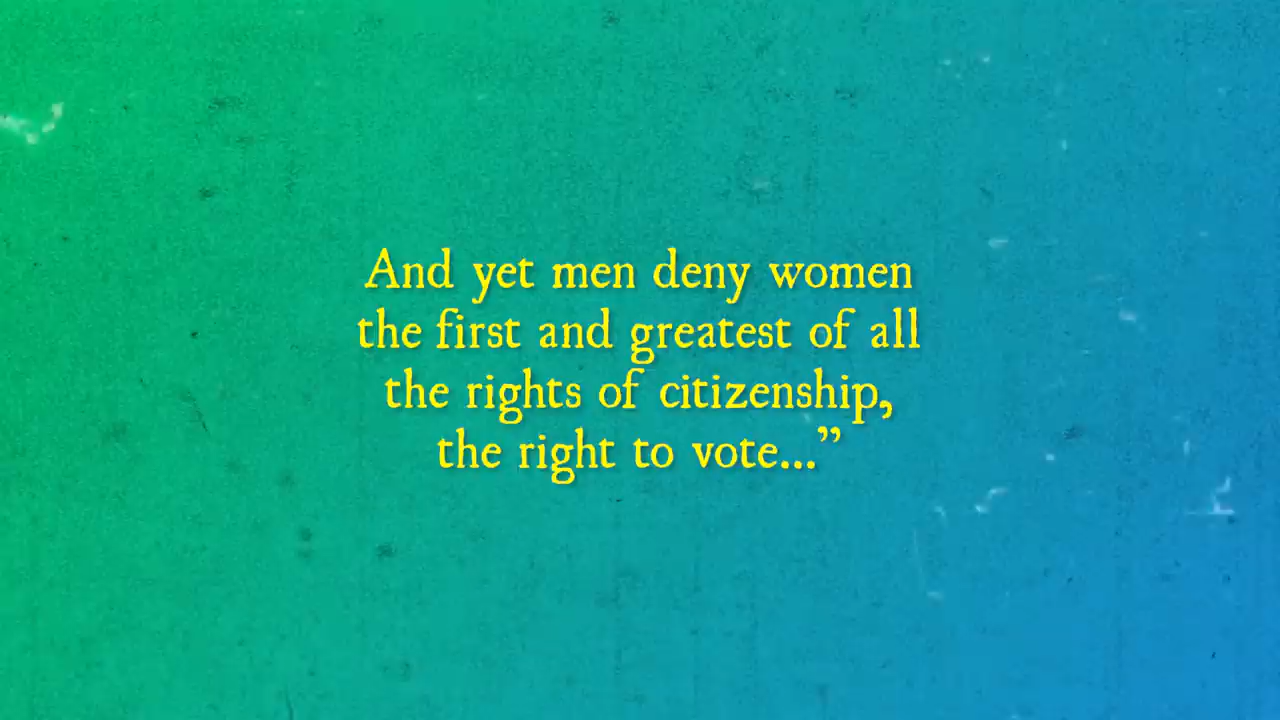 And yet men deny women
the first and greatest of all
the rights of citizenship,
the right to vote...”